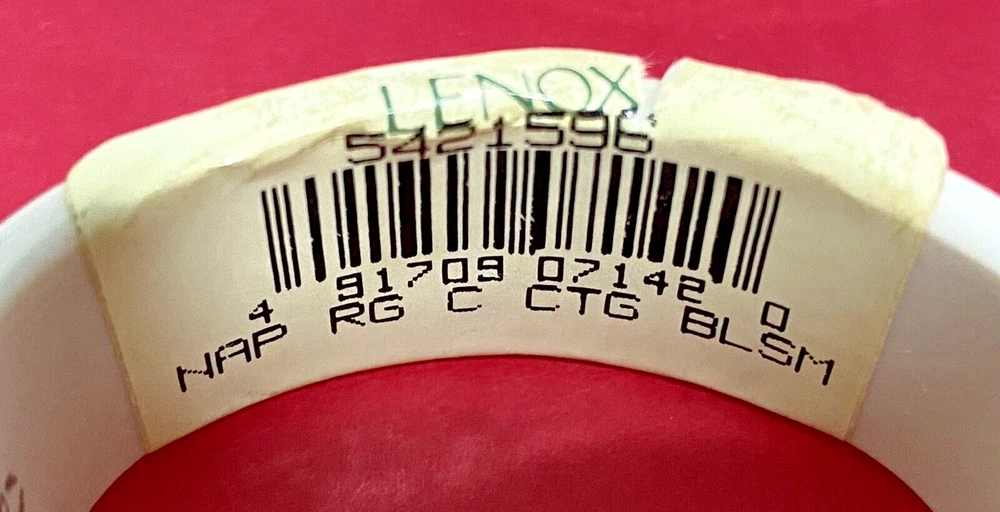 LENOX
5421596
4 91709 07142 0
NAP RG C CTG BLSM